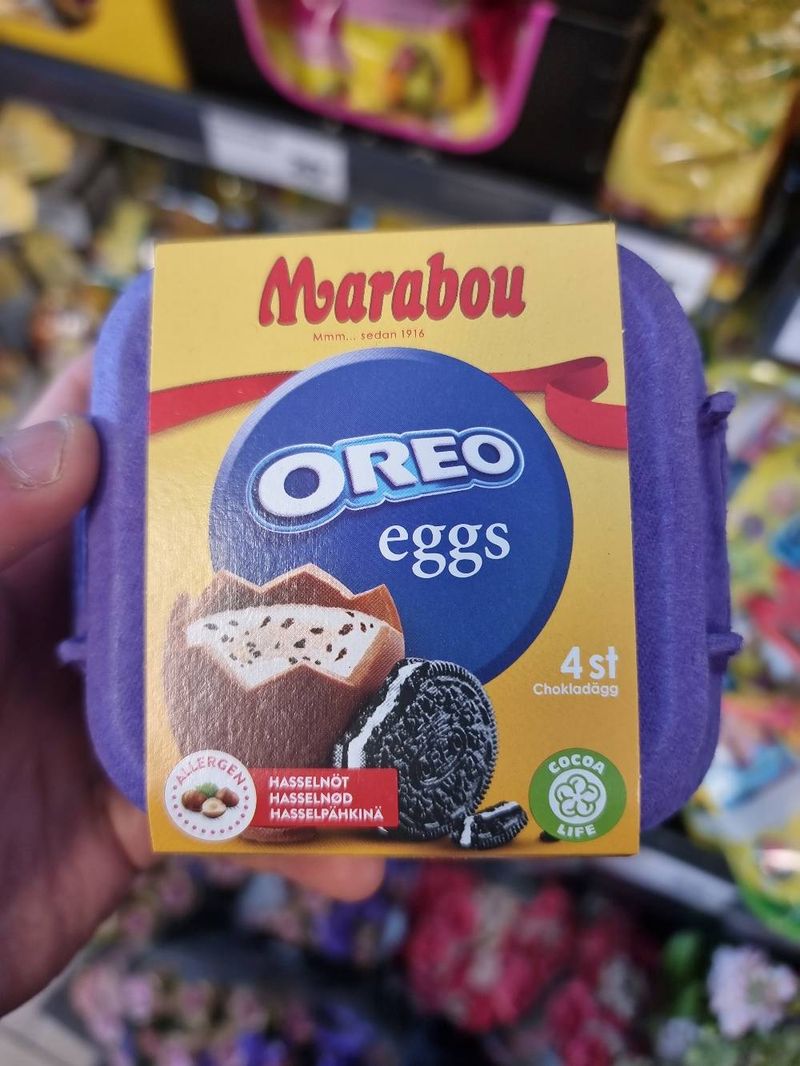 Marabou
Mmm... sedan 1916
OREO
eggs
4 st
Chokladägg
ALLERGEN
HASSELNÖT
HASSELNØD
HASSELPÄHKINÄ
COCOA
LIFE